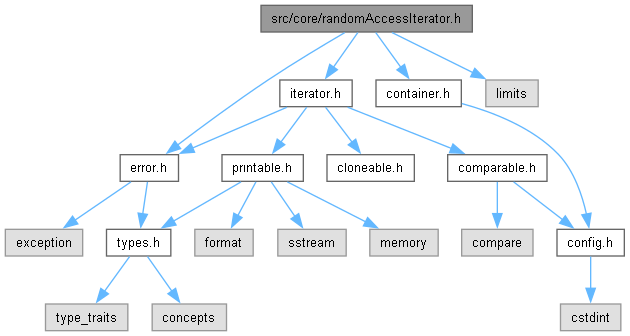 src/core/randomAccessIterator.h
iterator.h
container.h
limits
error.h
printable.h
cloneable.h
comparable.h
exception
types.h
format
sstream
memory
compare
config.h
type_traits
concepts
cstdint